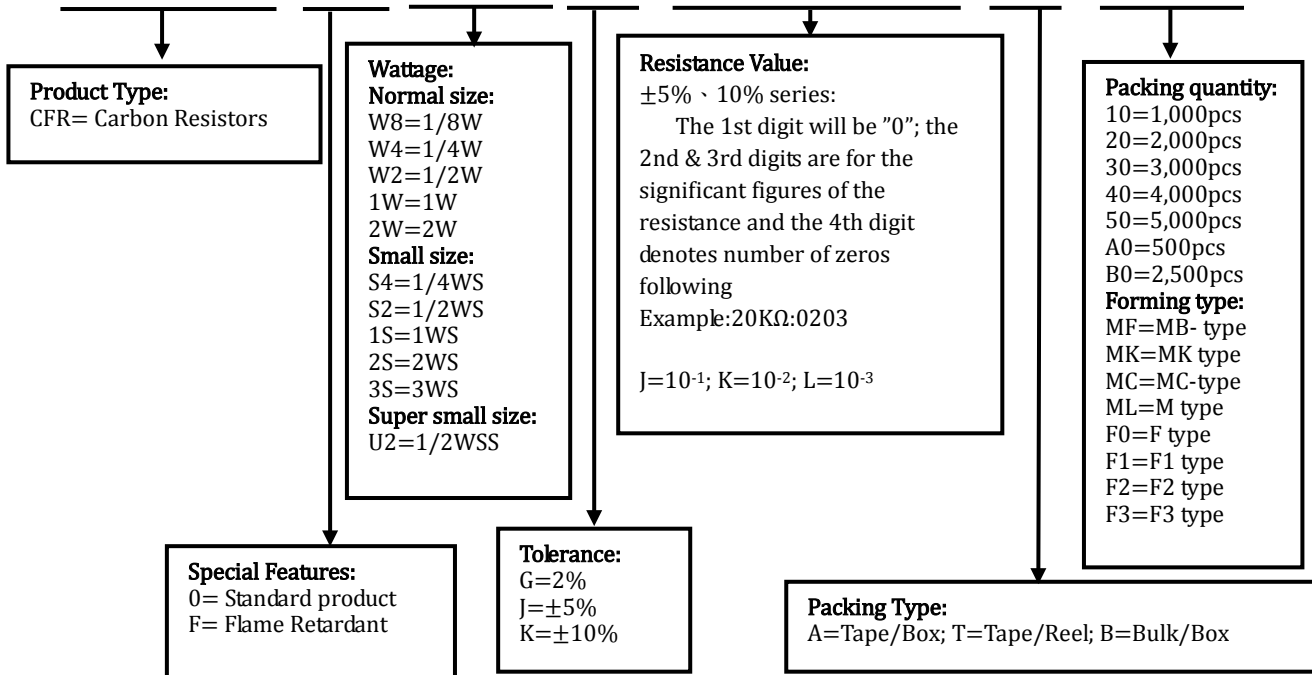 Product Type:
CFR= Carbon Resistors
Wattage:
Normal size:
W8=1/8W
W4=1/4W
W2=1/2W
1W=1W
2W=2W
Small size:
S4=1/4WS
S2=1/2WS
1S=1WS
2S=2WS
3S=3WS
Super small size:
U2=1/2WSS
Resistance Value:
±5%、10% series:
The 1st digit will be ”0”; the
2nd & 3rd digits are for the
significant figures of the
resistance and the 4th digit
denotes number of zeros
following
Example:20KΩ:0203
J=10⁻¹; K=10⁻²; L=10⁻³
Packing quantity:
10=1,000pcs
20=2,000pcs
30=3,000pcs
40=4,000pcs
50=5,000pcs
A0=500pcs
B0=2,500pcs
Forming type:
MF=MB- type
MK=MK type
MC=MC-type
ML=M type
F0=F type
F1=F1 type
F2=F2 type
F3=F3 type
Special Features:
0= Standard product
F= Flame Retardant
Tolerance:
G=2%
J=±5%
K=±10%
Packing Type:
A=Tape/Box; T=Tape/Reel; B=Bulk/Box